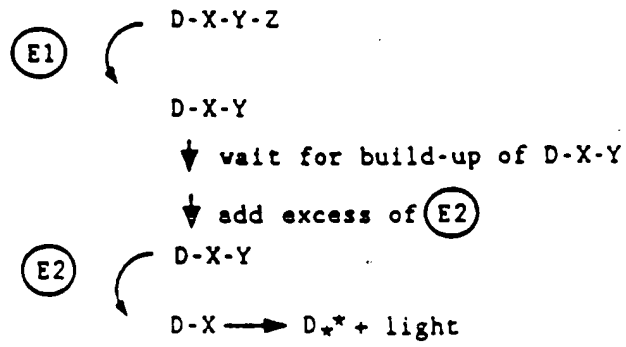 D-X-Y-Z
E1
D-X-Y
wait for build-up of D-X-Y
add excess of E2
D-X-Y
E2
D-X → D** + light